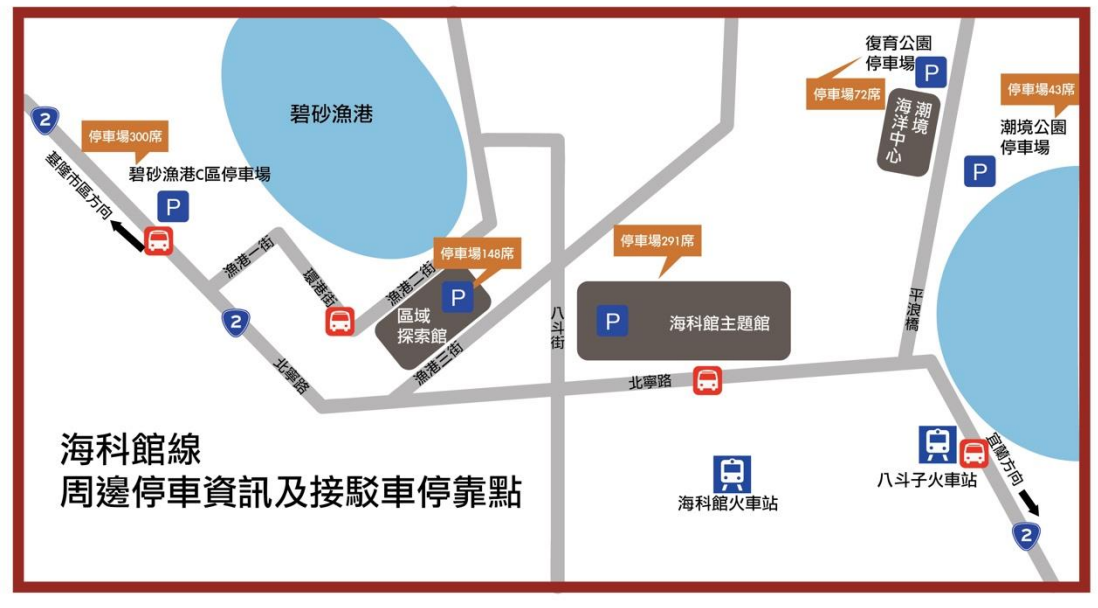 復育公園
停車場
P
停車場72席
停車場43席
潮境
海洋中心
潮境公園
停車場
P
碧砂漁港
2
停車場300席
基隆市區方向
碧砂漁港C區停車場
P
漁港一街
環港街
漁港二街
停車場148席
P
區域
探索館
漁港三街
停車場291席
P
海科館主題館
八斗街
平浪橋
2
北寧路
北寧路
海科館線
周邊停車資訊及接駁車停靠點
海科館火車站
八斗子火車站
宜蘭方向
2